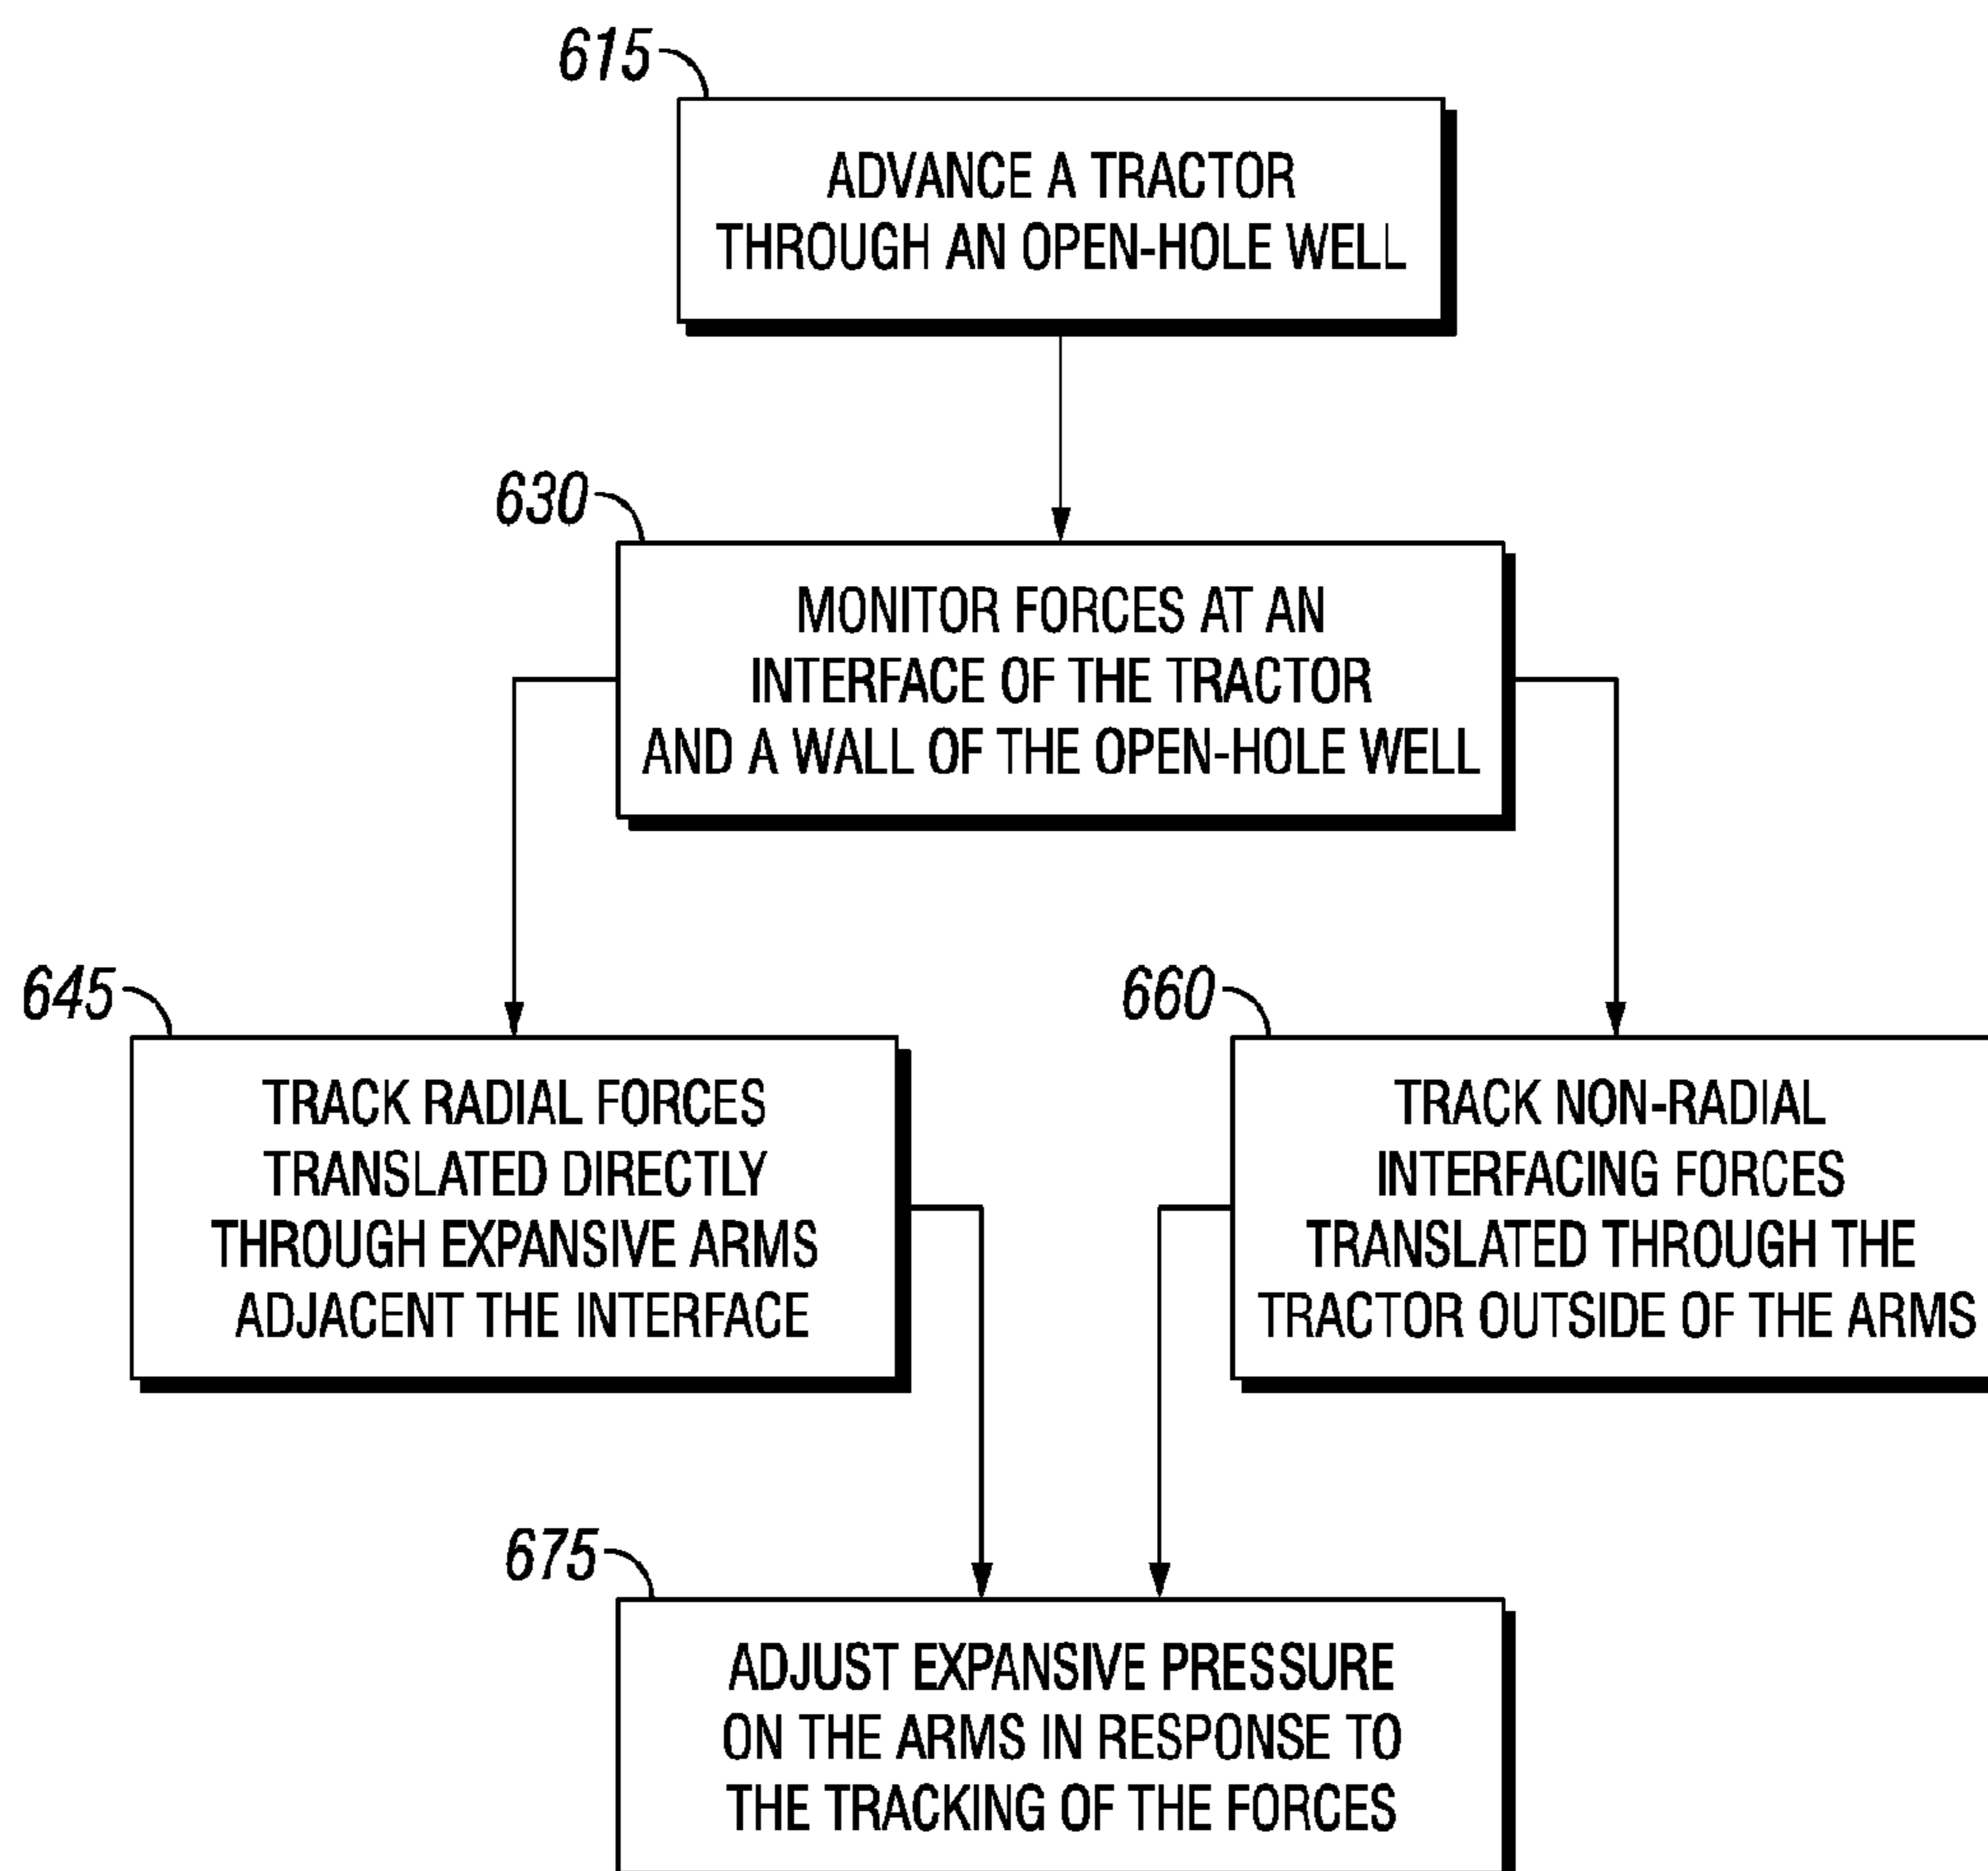 615
ADVANCE A TRACTOR
THROUGH AN OPEN-HOLE WELL
630
MONITOR FORCES AT AN
INTERFACE OF THE TRACTOR
AND A WALL OF THE OPEN-HOLE WELL
645
TRACK RADIAL FORCES
TRANSLATED DIRECTLY
THROUGH EXPANSIVE ARMS
ADJACENT THE INTERFACE
660
TRACK NON-RADIAL
INTERFACING FORCES
TRANSLATED THROUGH THE
TRACTOR OUTSIDE OF THE ARMS
675
ADJUST EXPANSIVE PRESSURE
ON THE ARMS IN RESPONSE TO
THE TRACKING OF THE FORCES